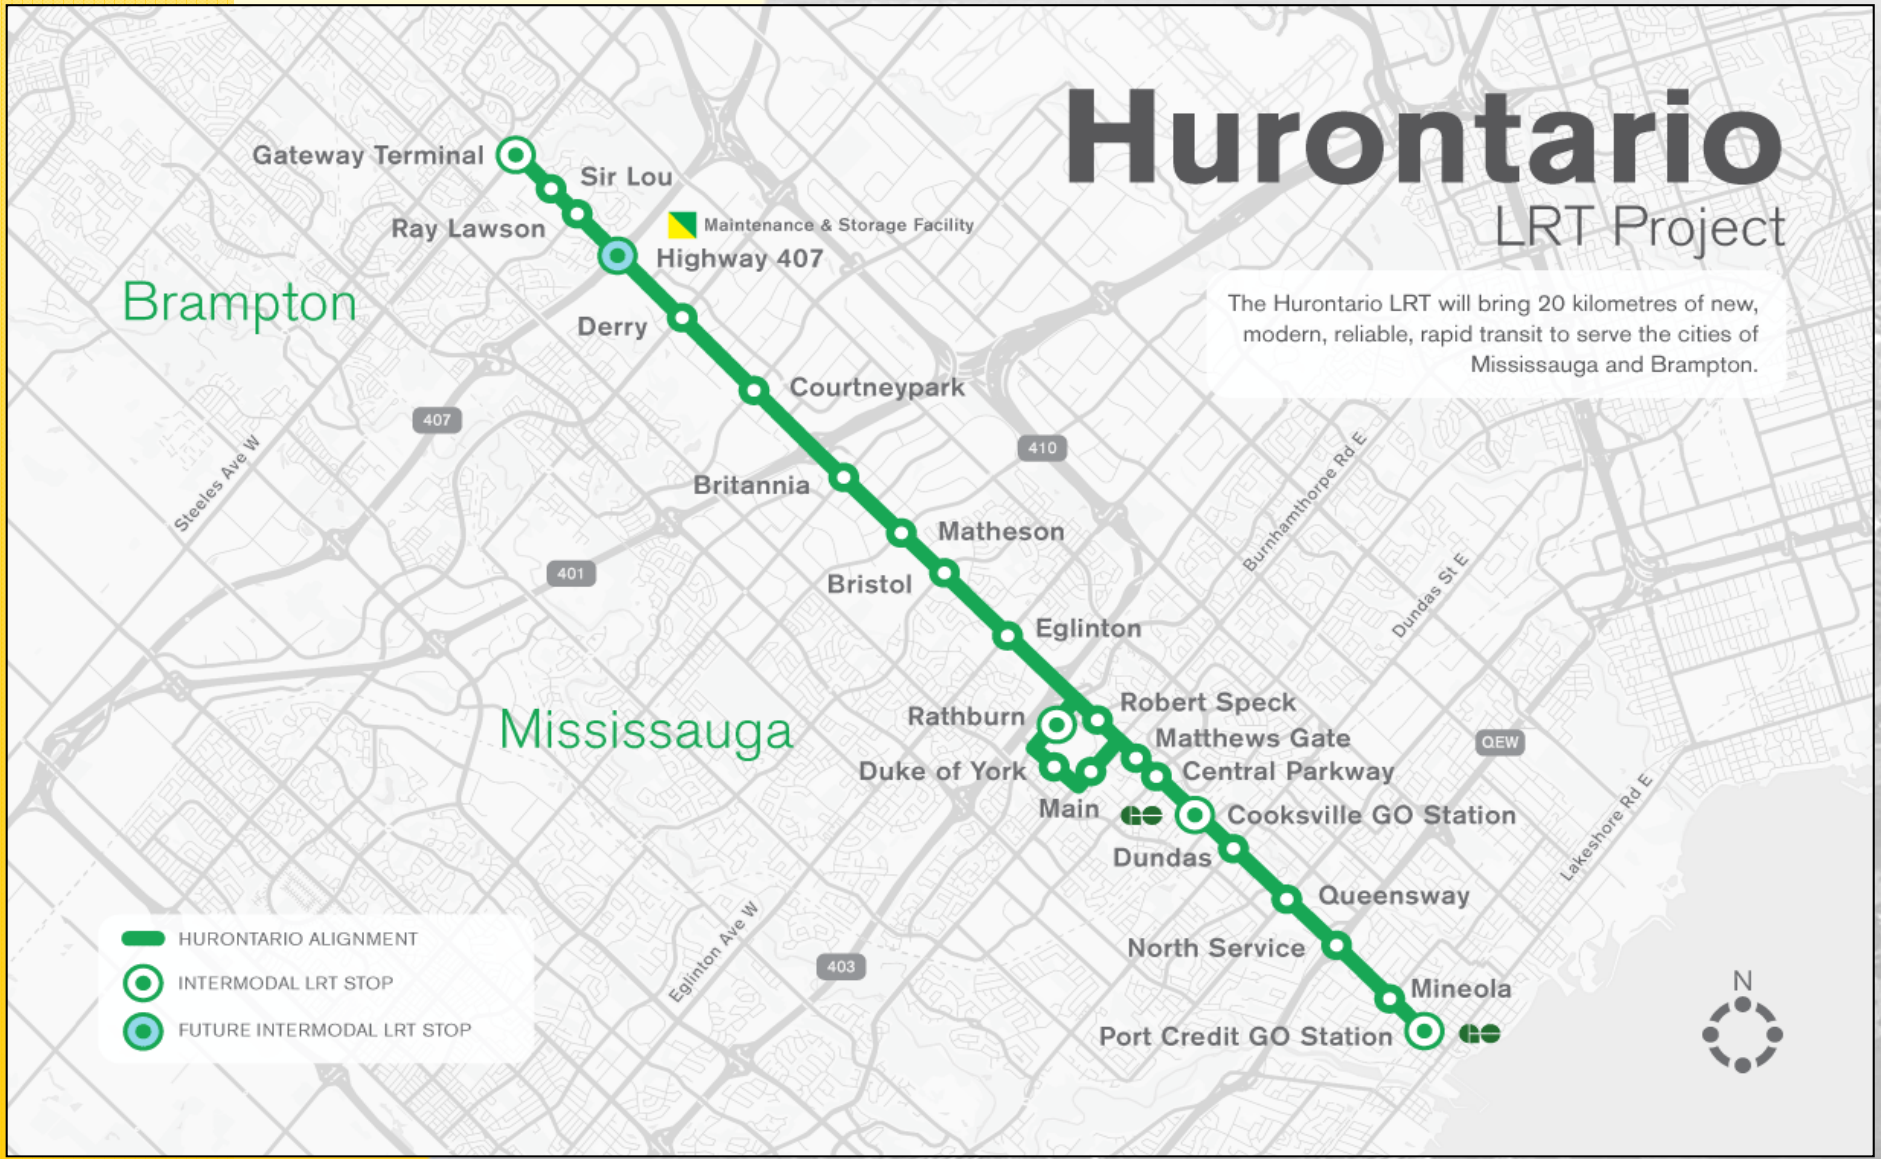 Hurontario
LRT Project
The Hurontario LRT will bring 20 kilometres of new,
modern, reliable, rapid transit to serve the cities of
Mississauga and Brampton.
Gateway Terminal
Sir Lou
Ray Lawson
Maintenance & Storage Facility
Highway 407
Brampton
Derry
Courtneypark
407
410
Steeles Ave W
Britannia
Burnhamthorpe Rd E
Matheson
401
Bristol
Dundas St E
Eglinton
Robert Speck
Rathburn
Mississauga
Matthews Gate
QEW
Duke of York
Central Parkway
Main
GO
Cooksville GO Station
Lakeshore Rd E
Dundas
Queensway
HURONTARIO ALIGNMENT
Eglinton Ave W
North Service
403
INTERMODAL LRT STOP
Mineola
N
FUTURE INTERMODAL LRT STOP
Port Credit GO Station
GO